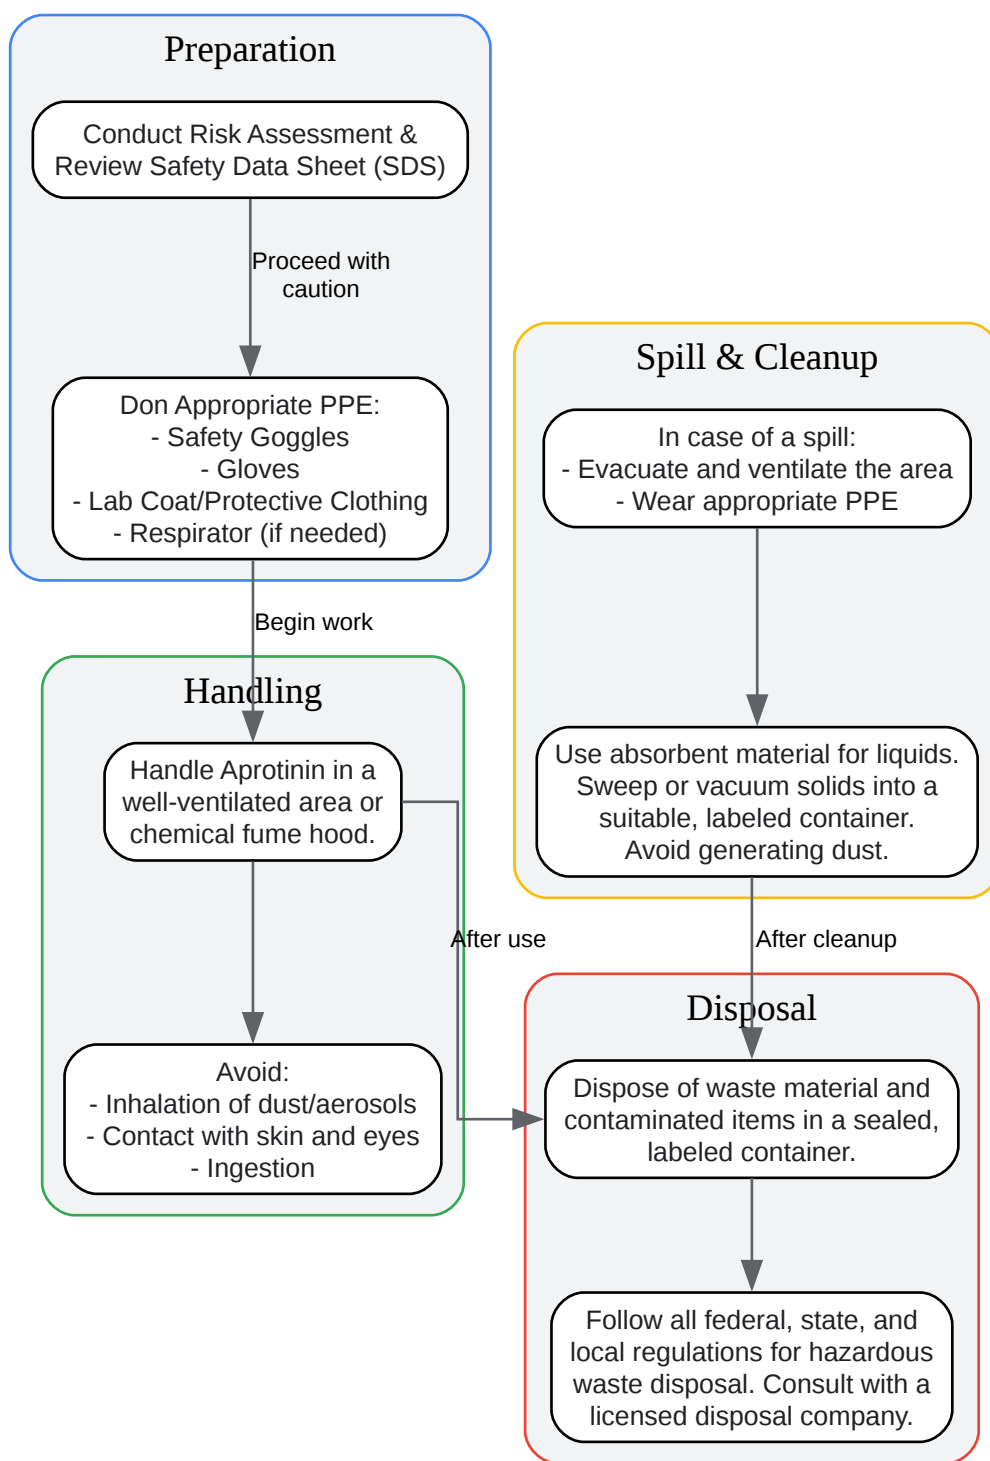 Preparation
Conduct Risk Assessment &
Review Safety Data Sheet (SDS)
Proceed with
caution
Don Appropriate PPE:
- Safety Goggles
- Gloves
- Lab Coat/Protective Clothing
- Respirator (if needed)
Begin work
Handling
Handle Aprotinin in a
well-ventilated area or
chemical fume hood.
After use
Avoid:
- Inhalation of dust/aerosols
- Contact with skin and eyes
- Ingestion
Spill & Cleanup
In case of a spill:
- Evacuate and ventilate the area
- Wear appropriate PPE
Use absorbent material for liquids.
Sweep or vacuum solids into a
suitable, labeled container.
Avoid generating dust.
After cleanup
Disposal
Dispose of waste material and
contaminated items in a sealed,
labeled container.
Follow all federal, state, and
local regulations for hazardous
waste disposal. Consult with a
licensed disposal company.